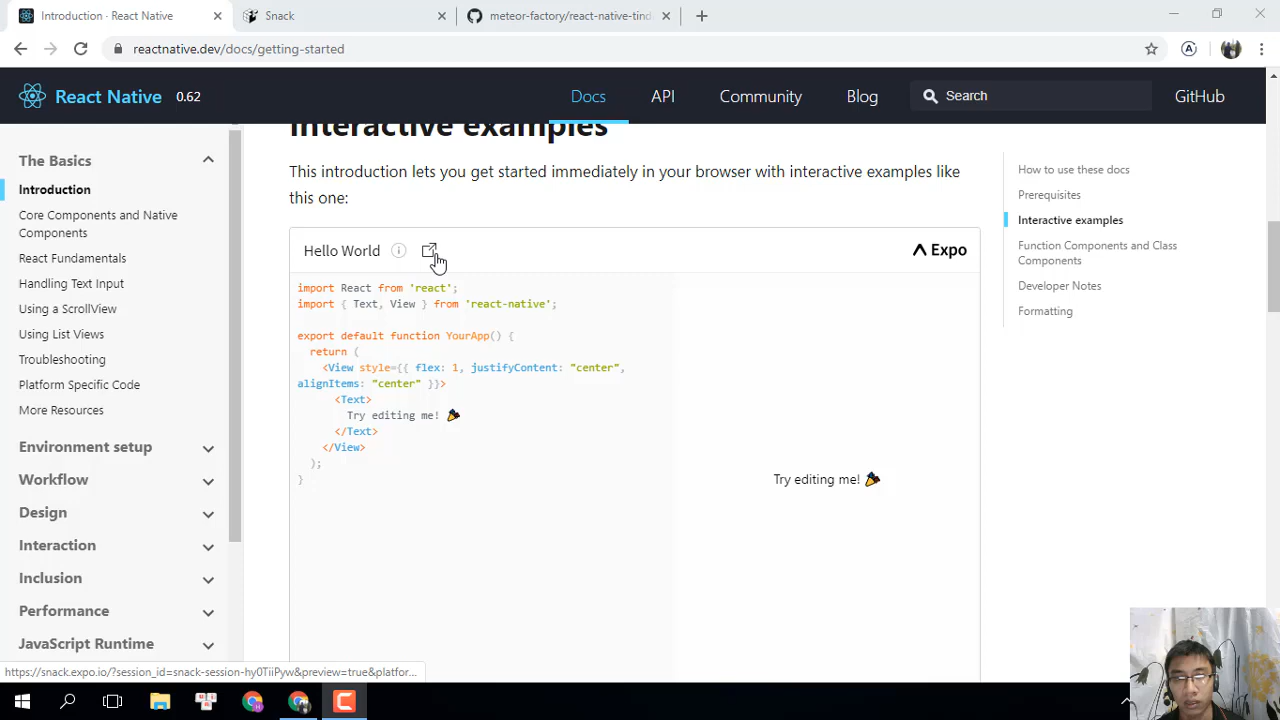 Introduction · React Native
Snack
meteor-factory/react-native-tind
reactnative.dev/docs/getting-started
React Native 0.62
Docs
API
Community
Blog
Search
GitHub
The Basics
Introduction
Core Components and Native
Components
React Fundamentals
Handling Text Input
Using a ScrollView
Using List Views
Troubleshooting
Platform Specific Code
More Resources
Environment setup
Workflow
Design
Interaction
Inclusion
Performance
JavaScript Runtime
Interactive examples
This introduction lets you get started immediately in your browser with interactive examples like
this one:
Hello World
Expo
import React from 'react';
import { Text, View } from 'react-native';
export default function YourApp() {
return (
<View style={{ flex: 1, justifyContent: "center",
alignItems: "center" }}>
<Text>
Try editing me! 🎉
</Text>
</View>
);
}
Try editing me! 🎉
How to use these docs
Prerequisites
Interactive examples
Function Components and Class
Components
Developer Notes
Formatting
https://snack.expo.io/?session_id=snack-session-hy0TiiPyw&preview=true&platfor...